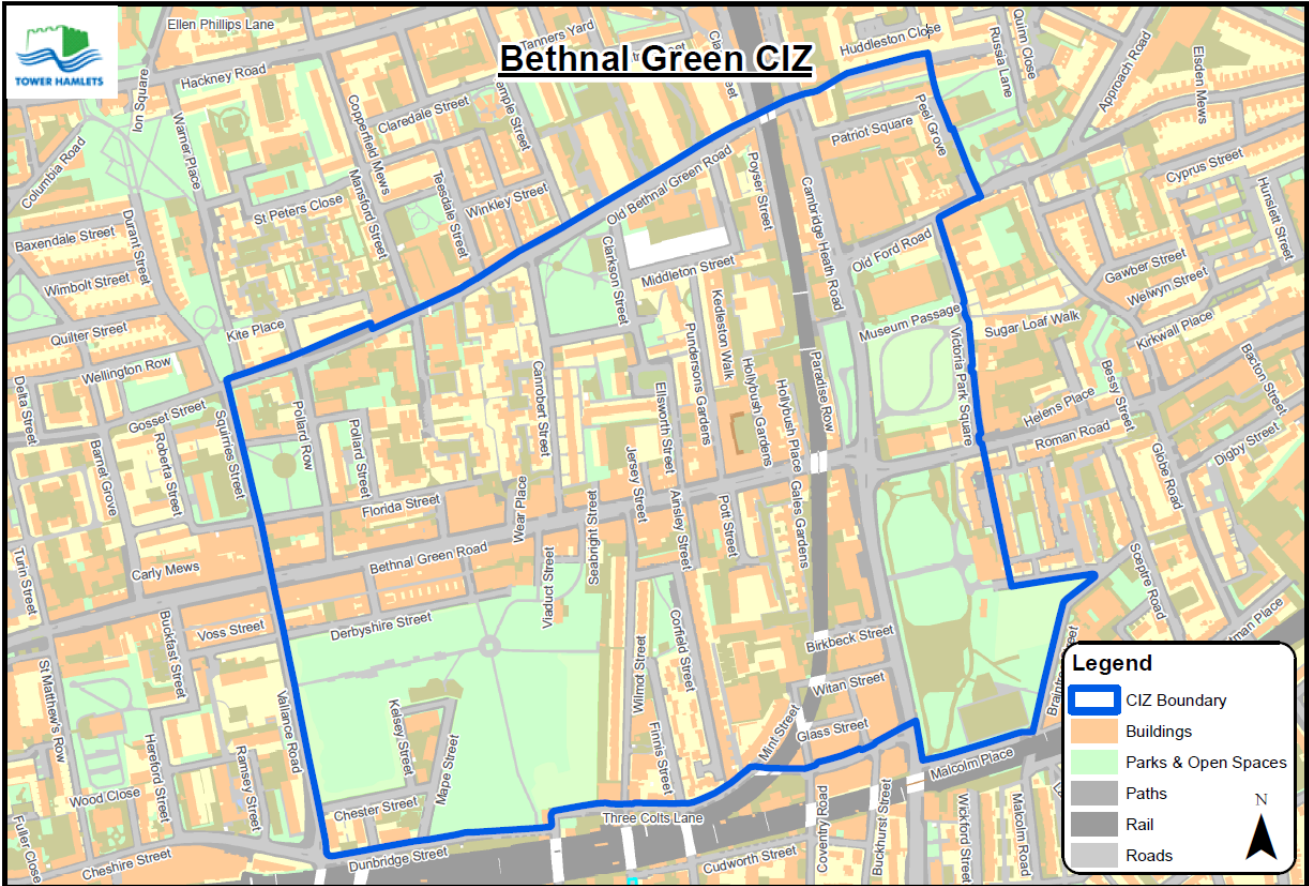 Bethnal Green CIZ
TOWER HAMLETS
Ellen Phillips Lane
Tanners Yard
Huddleston Close
Quinn Close
Russia Lane
Approach Road
Elsden Mews
Hackney Road
Ion Square
Warner Place
Copperfield Mews
Claredale Street
Temple Street
Peel Grove
Patriot Square
Columbia Road
Mansford Street
Teesdale Street
Winkley Street
Old Bethnal Green Road
Poyser Street
Cambridge Heath Road
Cyprus Street
Hunslett Street
St Peters Close
Baxendale Street
Durant Street
Wimbolt Street
Clarkson Street
Middleton Street
Old Ford Road
Gawber Street
Welwyn Street
Quilter Street
Kite Place
Kedleston Walk
Pundersons Gardens
Museum Passage
Sugar Loaf Walk
Kirkwall Place
Wellington Row
Canrobert Street
Hollybush Gardens
Hollybush Place
Paradise Row
Victoria Park Square
Bessy Street
Bacton Street
Delta Street
Gosset Street
Squirries Street
Pollard Row
Pollard Street
Ellsworth Street
Helens Place
Roman Road
Globe Road
Digby Street
Barnet Grove
Roberta Street
Jersey Street
Florida Street
Wear Place
Seabright Street
Ainsley Street
Pott Street
Gales Gardens
Turin Street
Carly Mews
Bethnal Green Road
Viaduct Street
Sceptre Road
Voss Street
Derbyshire Street
Buckfast Street
Corfield Street
Birkbeck Street
St Matthew's Row
Valliance Road
Kelsey Street
Mape Street
Wilmot Street
Finnis Street
Witan Street
Mint Street
Glass Street
Hereford Street
Ramsey Street
Malcolm Place
Wood Close
Chester Street
Three Colts Lane
Coventry Road
Buckhurst Street
Wickford Street
Malcolm Road
Fuller Close
Cheshire Street
Dunbridge Street
Cudworth Street
Legend
CIZ Boundary
Buildings
Parks & Open Spaces
Paths
Rail
Roads
N